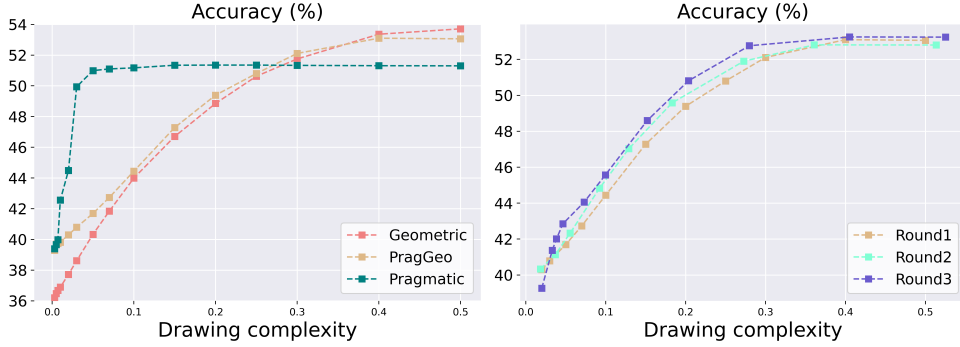 Accuracy (%)
54
52
50
48
46
44
42
40
38
36
0.0 0.1 0.2 0.3 0.4 0.5
Drawing complexity
Geometric
PragGeo
Pragmatic
Accuracy (%)
52
50
48
46
44
42
40
0.0 0.1 0.2 0.3 0.4 0.5
Drawing complexity
Round1
Round2
Round3